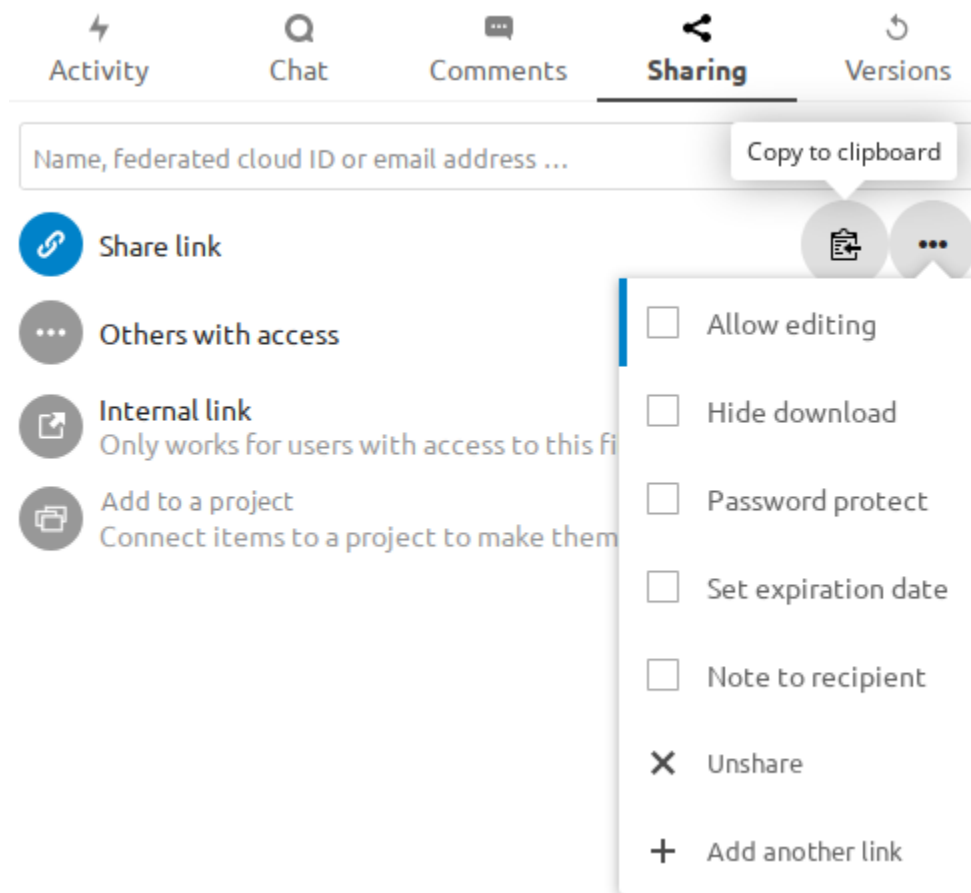 Activity
Chat
Comments
Sharing
Versions
Name, federated cloud ID or email address ...
Copy to clipboard
Share link
Others with access
Internal link
Only works for users with access to this fi
Add to a project
Connect items to a project to make them
Allow editing
Hide download
Password protect
Set expiration date
Note to recipient
Unshare
Add another link